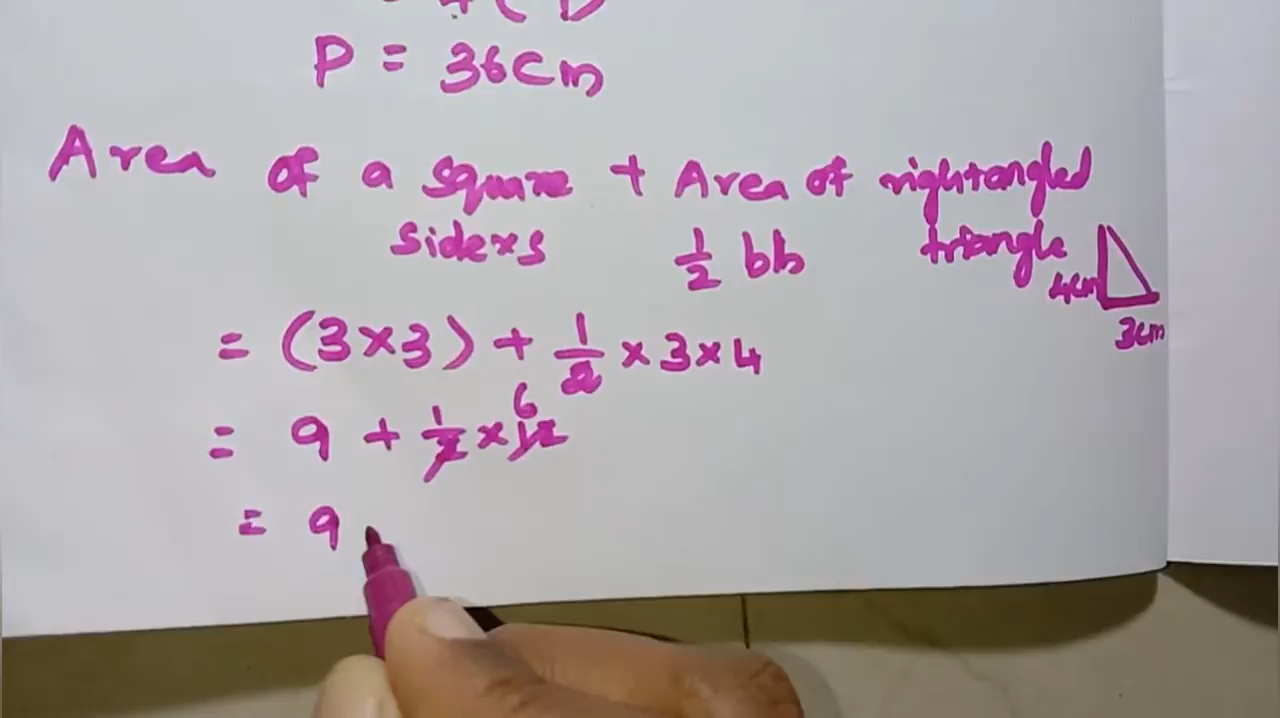 P = 36cm
Area of a square + Area of rightangled
sidexs 1/2 bh triangle
4cm
3cm
= (3×3) + 1/2 × 3 × 4
= 9 + 1/2 × 12 6
= 9